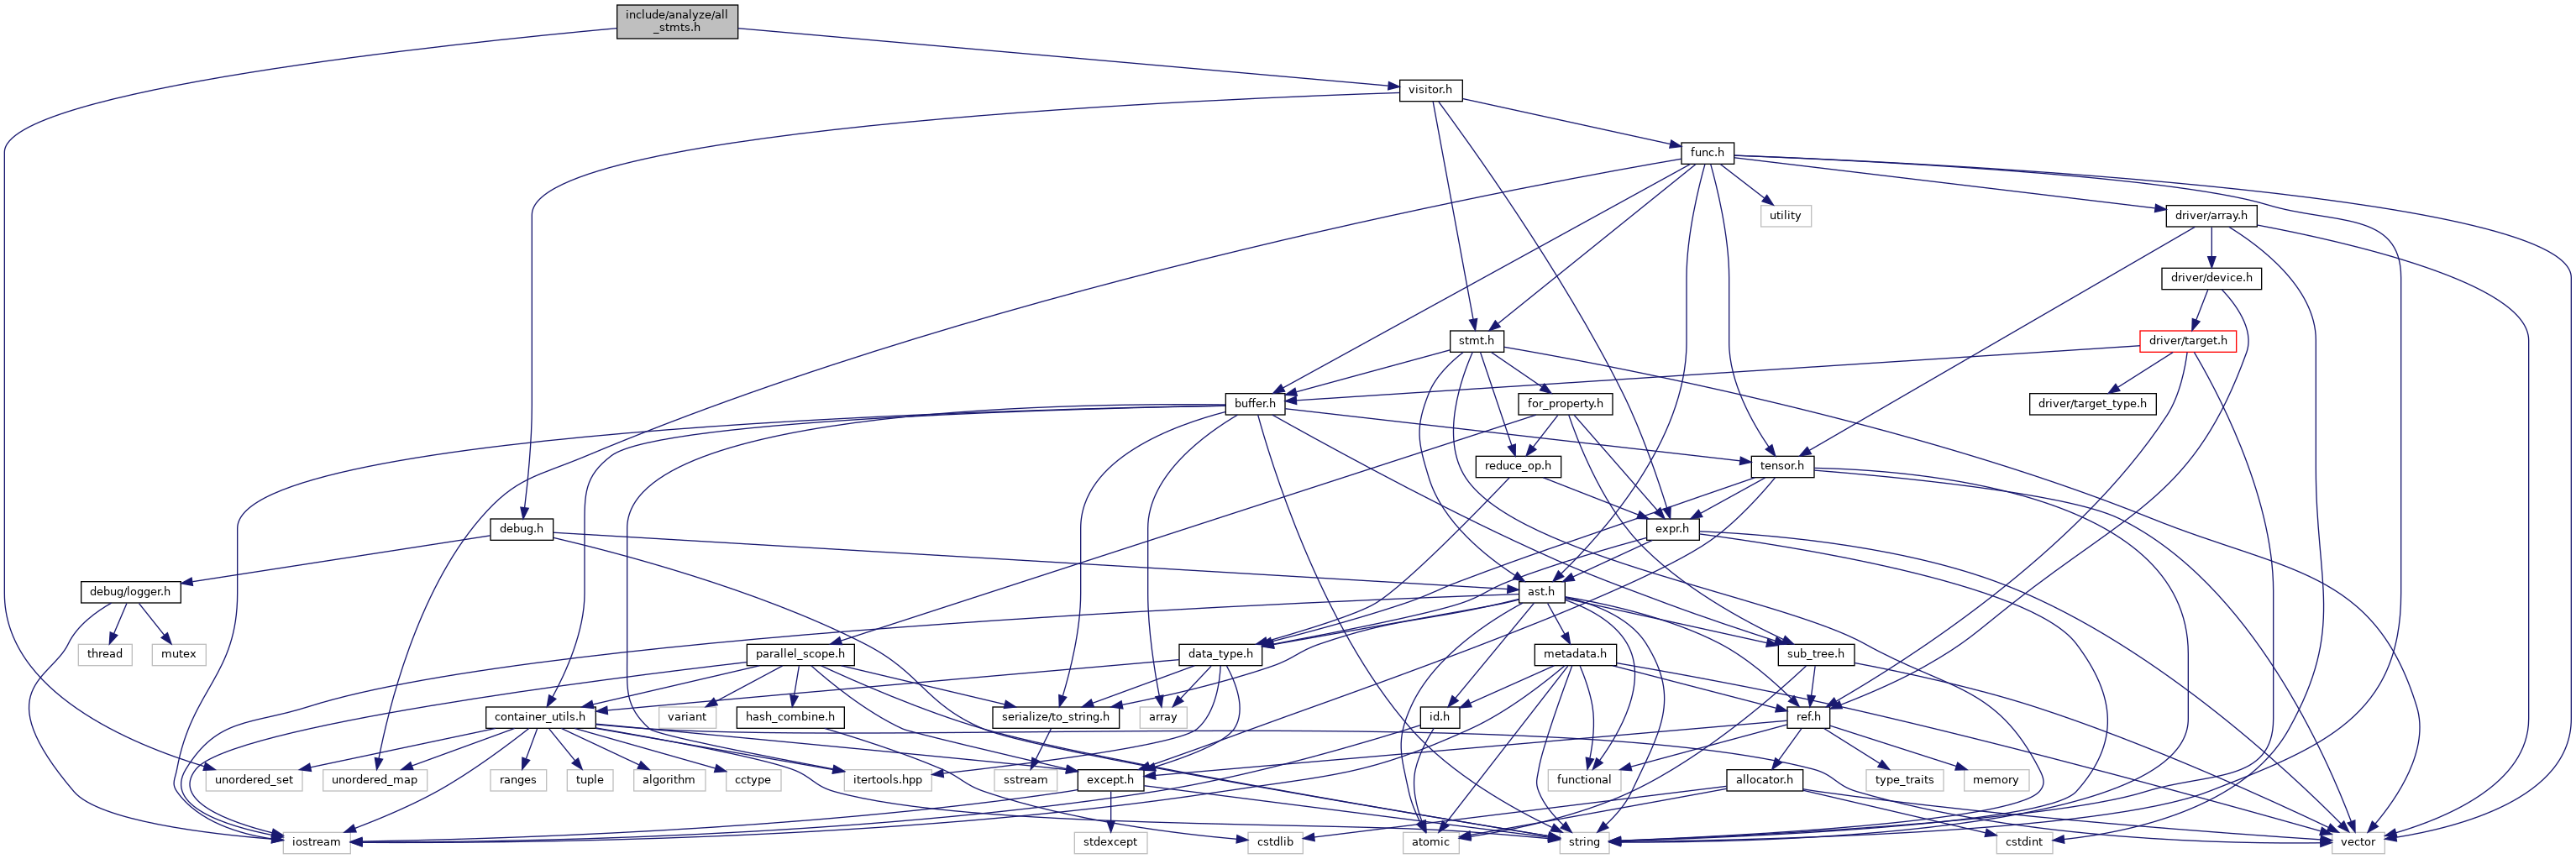 include/analyze/all
_stmts.h
visitor.h
func.h
utility
driver/array.h
driver/device.h
stmt.h
driver/target.h
buffer.h
for_property.h
driver/target_type.h
reduce_op.h
tensor.h
debug.h
expr.h
debug/logger.h
ast.h
thread
mutex
parallel_scope.h
data_type.h
metadata.h
sub_tree.h
container_utils.h
variant
hash_combine.h
serialize/to_string.h
array
id.h
ref.h
unordered_set
unordered_map
ranges
tuple
algorithm
cctype
itertools.hpp
sstream
except.h
functional
allocator.h
type_traits
memory
iostream
stdexcept
cstdlib
atomic
string
cstdint
vector